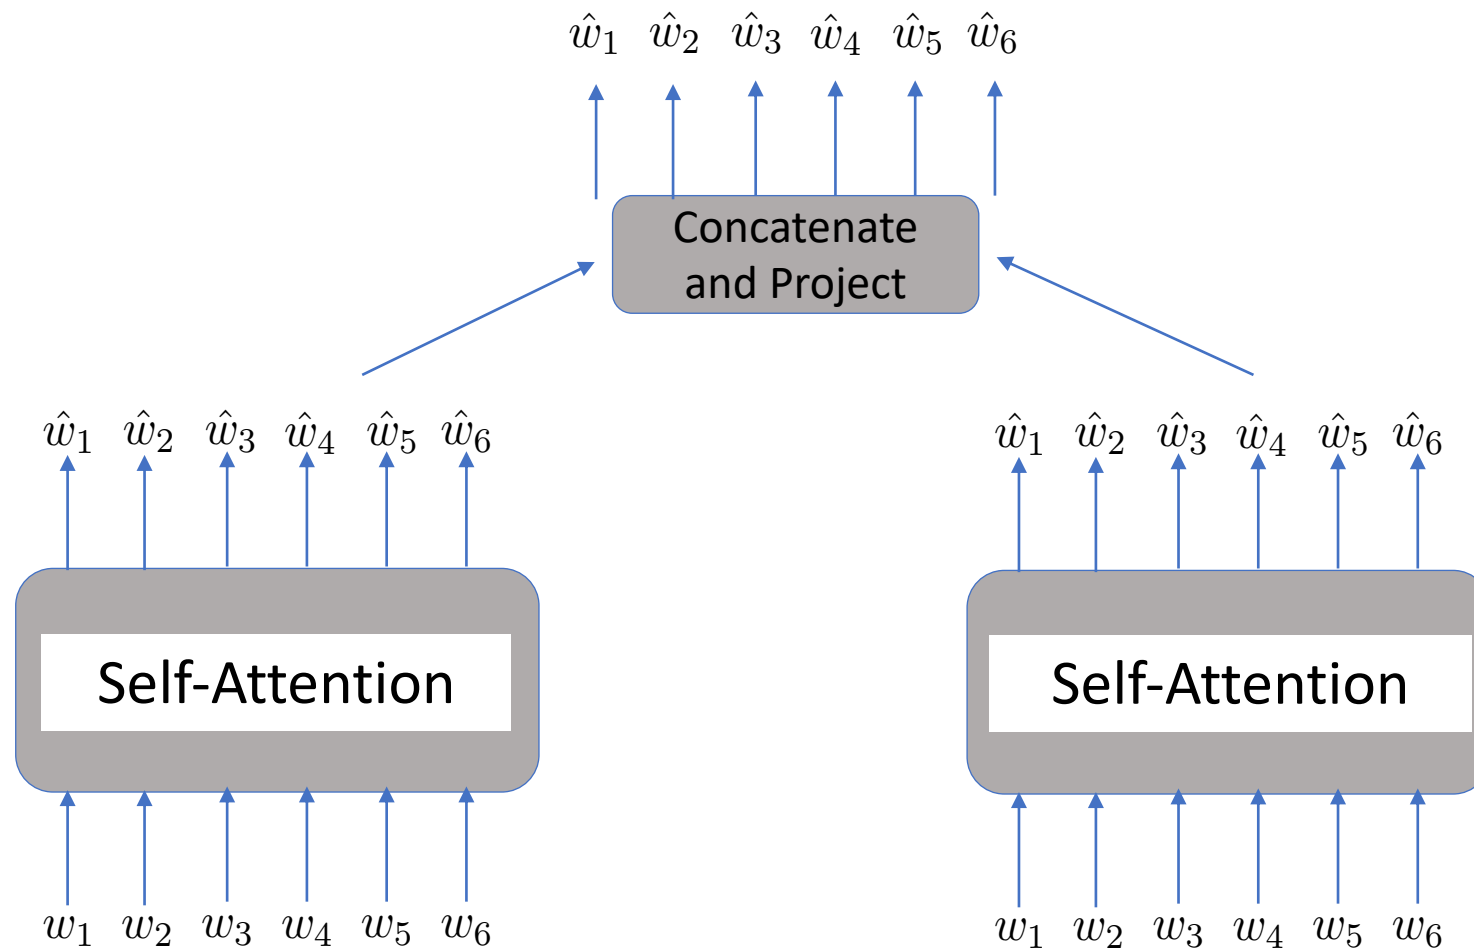 ŵ₁ ŵ₂ ŵ₃ ŵ₄ ŵ₅ ŵ₆
Concatenate
and Project
ŵ₁ ŵ₂ ŵ₃ ŵ₄ ŵ₅ ŵ₆
ŵ₁ ŵ₂ ŵ₃ ŵ₄ ŵ₅ ŵ₆
Self-Attention
Self-Attention
w₁ w₂ w₃ w₄ w₅ w₆
w₁ w₂ w₃ w₄ w₅ w₆